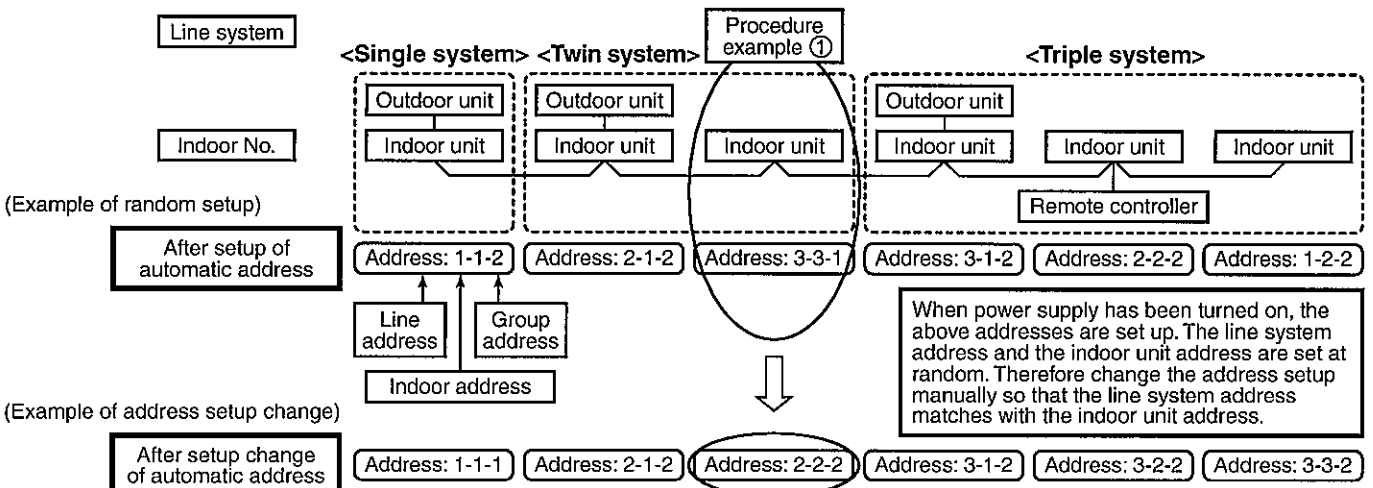 Line system
<Single system> <Twin system>
Procedure
example ①
<Triple system>
Outdoor unit
Outdoor unit
Outdoor unit
Indoor No.
Indoor unit
Indoor unit
Indoor unit
Indoor unit
Indoor unit
Indoor unit
Remote controller
(Example of random setup)
After setup of
automatic address
Address: 1-1-2
Address: 2-1-2
Address: 3-3-1
Address: 3-1-2
Address: 2-2-2
Address: 1-2-2
Line
address
Group
address
Indoor address
When power supply has been turned on, the
above addresses are set up. The line system
address and the indoor unit address are set at
random. Therefore change the address setup
manually so that the line system address
matches with the indoor unit address.
(Example of address setup change)
After setup change
of automatic address
Address: 1-1-1
Address: 2-1-2
Address: 2-2-2
Address: 3-1-2
Address: 3-2-2
Address: 3-3-2